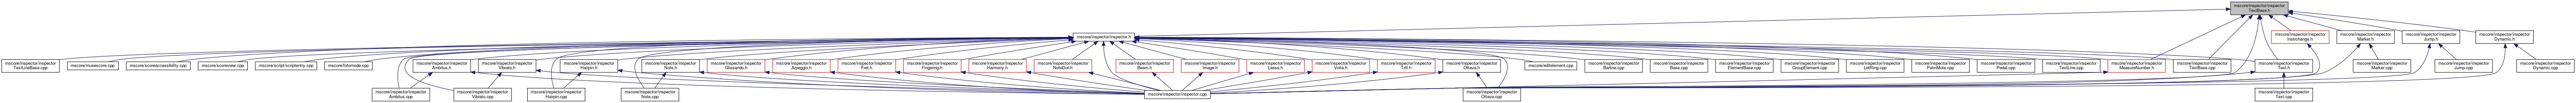 mscore/inspector/inspector
TextBase.h
mscore/inspector/inspector.h
mscore/inspector/inspector
Instrchange.h
mscore/inspector/inspector
Marker.h
mscore/inspector/inspector
Jump.h
mscore/inspector/inspector
Dynamic.h
mscore/inspector/inspector
TextLineBase.cpp
mscore/musescore.cpp
mscore/scoreaccessibility.cpp
mscore/scoreview.cpp
mscore/script/scriptentry.cpp
mscore/fotomode.cpp
mscore/inspector/inspector
Ambitus.h
mscore/inspector/inspector
Vibrato.h
mscore/inspector/inspector
Hairpin.h
mscore/inspector/inspector
Note.h
mscore/inspector/inspector
Glissando.h
mscore/inspector/inspector
Arpeggio.h
mscore/inspector/inspector
Fret.h
mscore/inspector/inspector
Fingering.h
mscore/inspector/inspector
Harmony.h
mscore/inspector/inspector
NoteDot.h
mscore/inspector/inspector
Beam.h
mscore/inspector/inspector
Image.h
mscore/inspector/inspector
Lasso.h
mscore/inspector/inspector
Volta.h
mscore/inspector/inspector
Trill.h
mscore/inspector/inspector
Ottava.h
mscore/editelement.cpp
mscore/inspector/inspector
Barline.cpp
mscore/inspector/inspector
Base.cpp
mscore/inspector/inspector
ElementBase.cpp
mscore/inspector/inspector
GroupElement.cpp
mscore/inspector/inspector
LetRing.cpp
mscore/inspector/inspector
PalmMute.cpp
mscore/inspector/inspector
Pedal.cpp
mscore/inspector/inspector
TextLine.cpp
mscore/inspector/inspector
MeasureNumber.h
mscore/inspector/inspector
TextBase.cpp
mscore/inspector/inspector
Text.h
mscore/inspector/inspector
Marker.cpp
mscore/inspector/inspector
Jump.cpp
mscore/inspector/inspector
Dynamic.cpp
mscore/inspector/inspector
Ambitus.cpp
mscore/inspector/inspector
Vibrato.cpp
mscore/inspector/inspector
Hairpin.cpp
mscore/inspector/inspector
Note.cpp
mscore/inspector/inspector.cpp
mscore/inspector/inspector
Ottava.cpp
mscore/inspector/inspector
Text.cpp